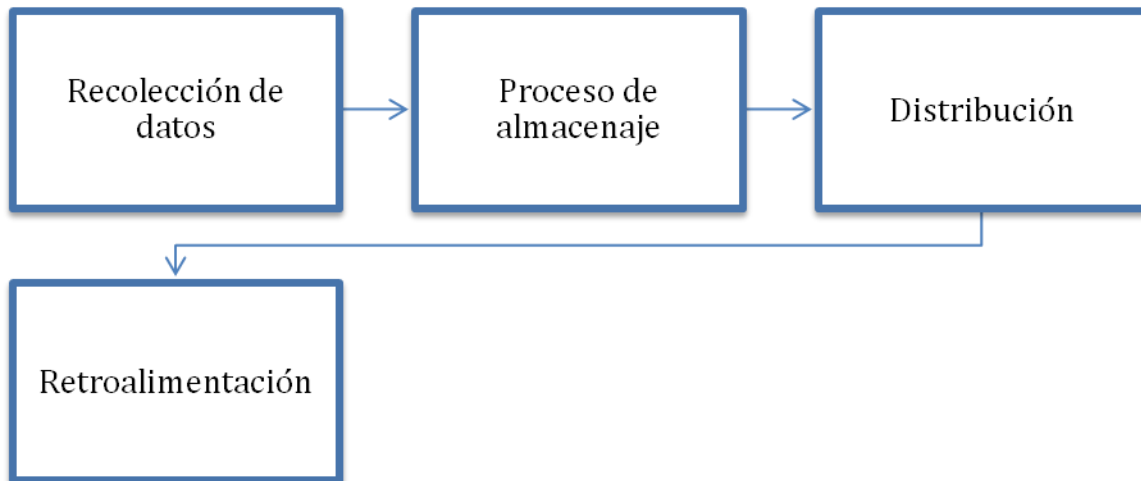 Recolección de
datos
Proceso de
almacenaje
Distribución
Retroalimentación